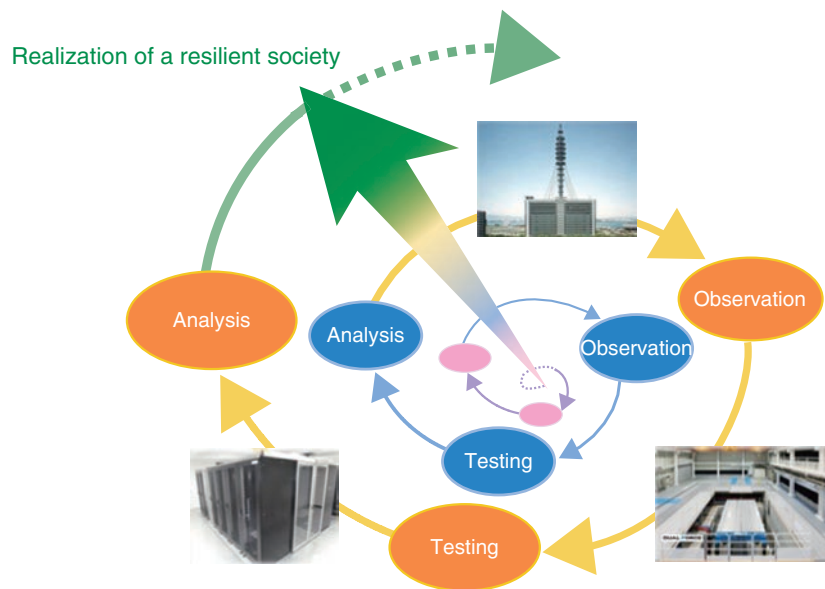 Realization of a resilient society
Observation
Analysis
Analysis
Observation
Testing
Testing